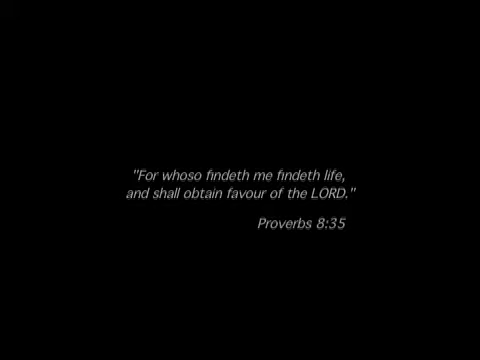 "For whoso findeth me findeth life,
and shall obtain favour of the LORD."
Proverbs 8:35